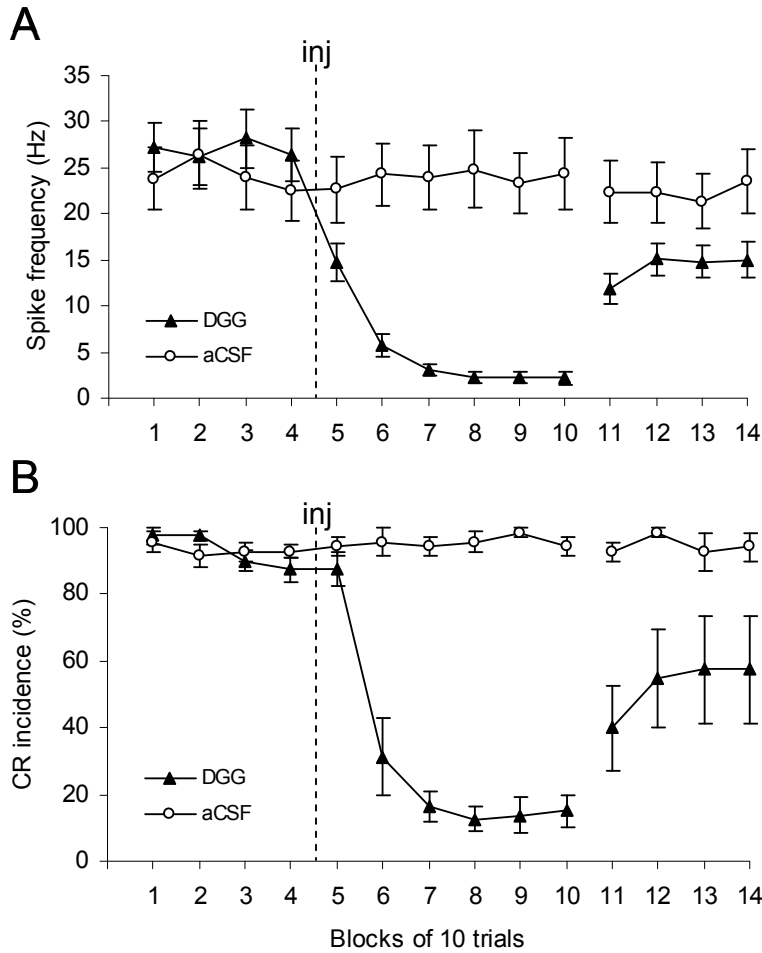 A
inj
35
30
25
20
15
10
5
0
Spike frequency (Hz)
DGG
aCSF
1 2 3 4 5 6 7 8 9 10 11 12 13 14
B
inj
100
80
60
40
20
0
CR incidence (%)
DGG
aCSF
1 2 3 4 5 6 7 8 9 10 11 12 13 14
Blocks of 10 trials